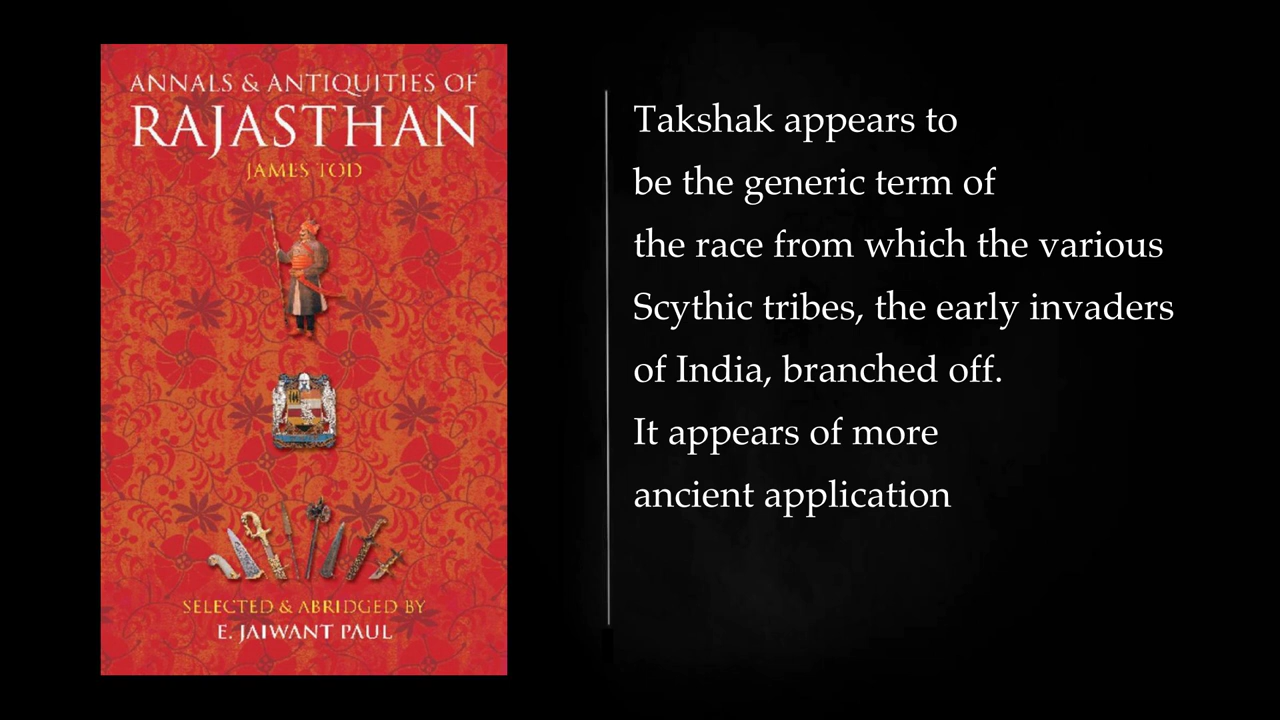 ANNALS & ANTIQUITIES OF
RAJASTHAN
JAMES TOD
SELECTED & ABRIDGED BY
E. JAIWANT PAUL
Takshak appears to
be the generic term of
the race from which the various
Scythic tribes, the early invaders
of India, branched off.
It appears of more
ancient application